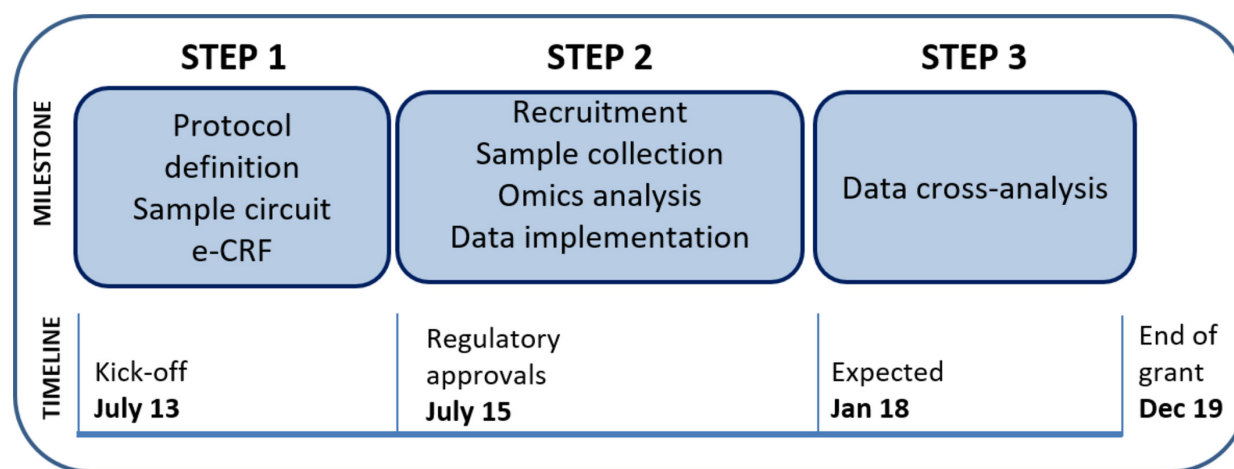 STEP 1
STEP 2
STEP 3
MILESTONE
Protocol
definition
Sample circuit
e-CRF
Recruitment
Sample collection
Omics analysis
Data implementation
Data cross-analysis
TIMELINE
Kick-off
July 13
Regulatory
approvals
July 15
Expected
Jan 18
End of
grant
Dec 19